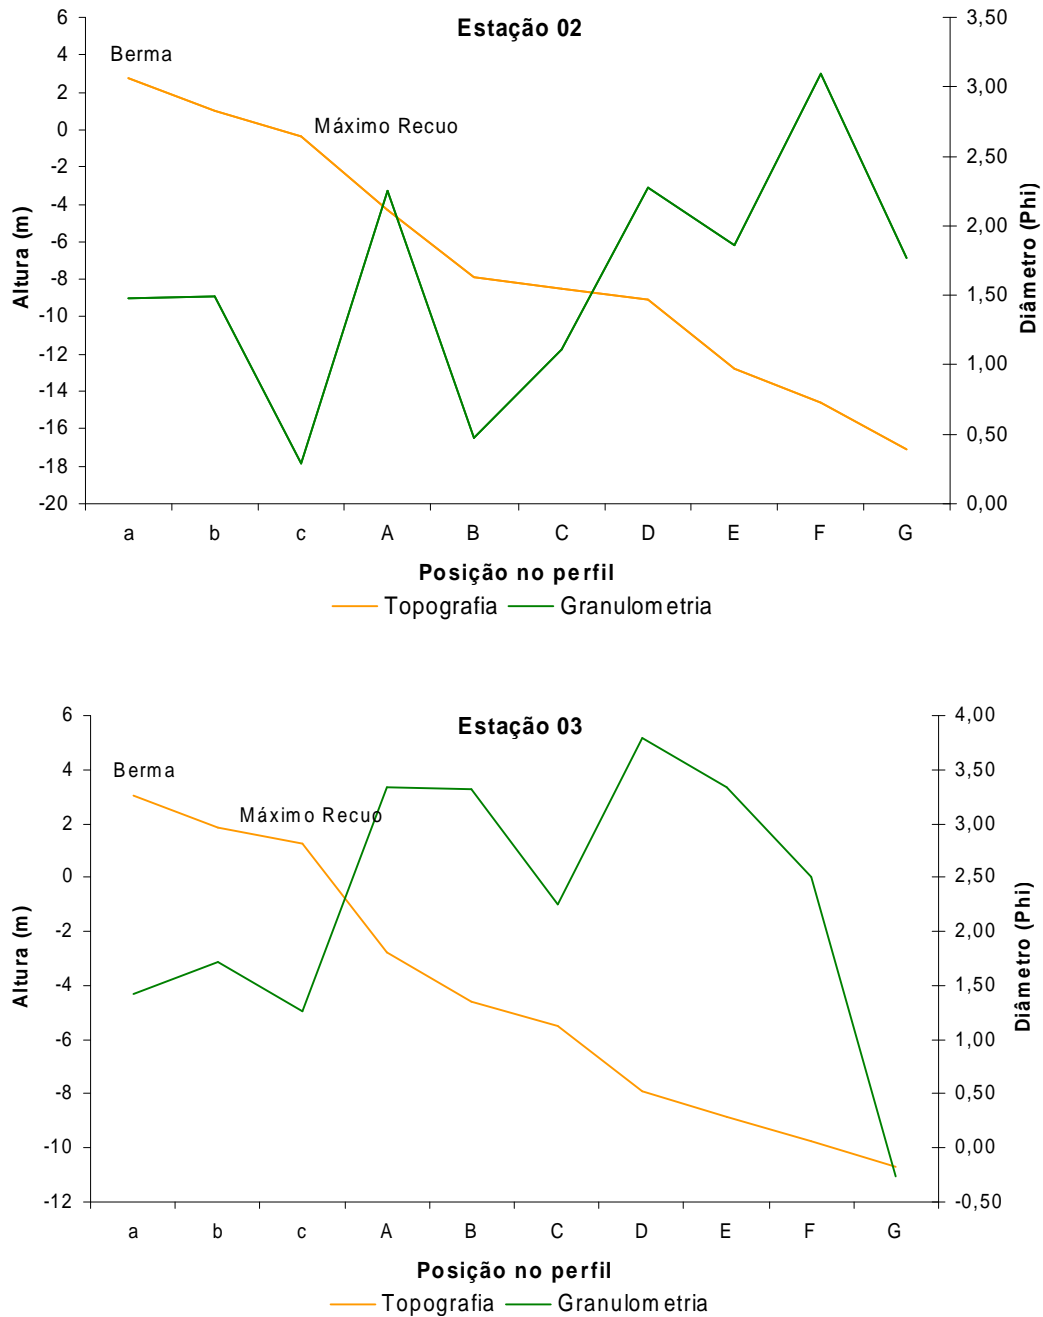 Estação 02
6
4
2
0
-2
-4
-6
-8
-10
-12
-14
-16
-18
-20
Altura (m)
Berma
Máximo Recuo
3,50
3,00
2,50
2,00
1,50
1,00
0,50
0,00
Diâmetro (Phi)
a b c A B C D E F G
Posição no perfil
Topografia Granulometria
Estação 03
6
4
2
0
-2
-4
-6
-8
-10
-12
Altura (m)
Berma
Máximo Recuo
4,00
3,50
3,00
2,50
2,00
1,50
1,00
0,50
0,00
-0,50
Diâmetro (Phi)
a b c A B C D E F G
Posição no perfil
Topografia Granulometria